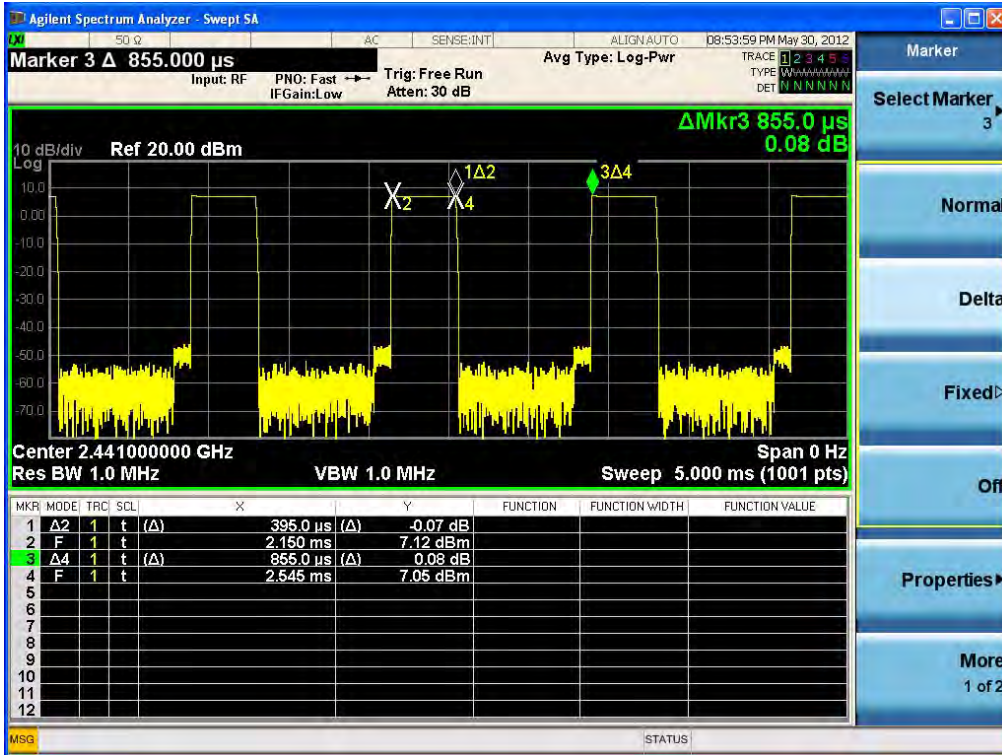 Agilent Spectrum Analyzer - Swept SA
LXI 50 Ω AC SENSE:INT ALIGNAUTO 08:53:59 PM May 30, 2012
Marker 3 Δ 855.000 µs
Input: RF PNO: Fast IFGain:Low
Trig: Free Run
Atten: 30 dB
Avg Type: Log-Pwr
TRACE 1 2 3 4 5 6
TYPE W
DET N N N N N N
ΔMkr3 855.0 µs
0.08 dB
10 dB/div Ref 20.00 dBm
Log
1Δ2 3Δ4
10.0
2 4
0.00
-10.0
-20.0
-30.0
-40.0
-50.0
-60.0
-70.0
Center 2.441000000 GHz Span 0 Hz
Res BW 1.0 MHz VBW 1.0 MHz Sweep 5.000 ms (1001 pts)
MKR MODE TRC SCL X Y FUNCTION FUNCTION WIDTH FUNCTION VALUE
1 Δ2 1 t (Δ) 395.0 µs (Δ) -0.07 dB
2 F 1 t 2.150 ms 7.12 dBm
3 Δ4 1 t (Δ) 855.0 µs (Δ) 0.08 dB
4 F 1 t 2.545 ms 7.05 dBm
5
6
7
8
9
10
11
12
MSG STATUS
Marker
Select Marker
3
Normal
Delta
Fixed
Off
Properties
More
1 of 2